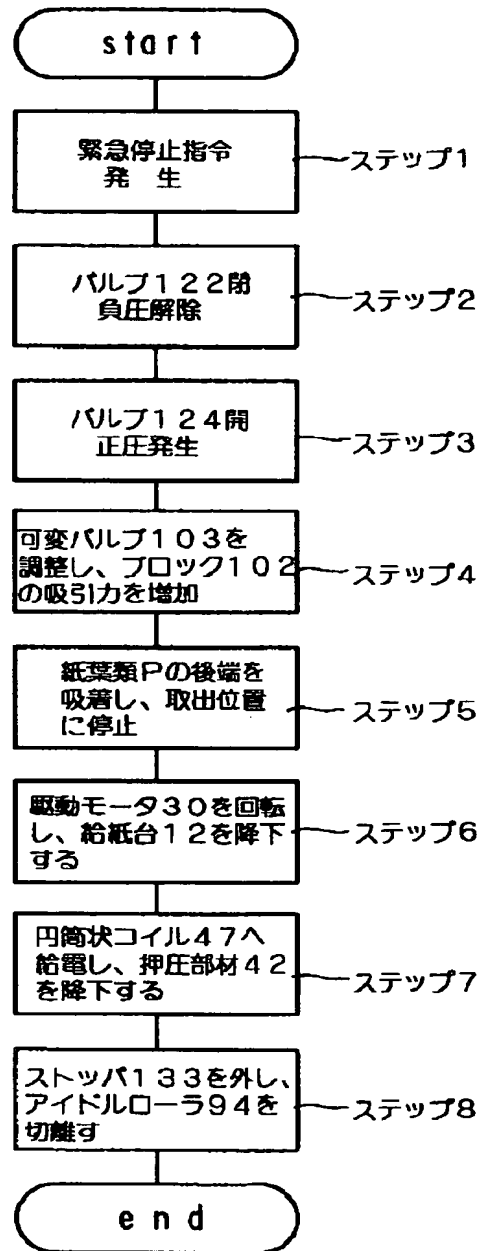 start
緊急停止指令
発 生
ステップ1
バルブ122閉
負圧解除
ステップ2
バルブ124開
正圧発生
ステップ3
可変バルブ103を
調整し、ブロック102
の吸引力を増加
ステップ4
紙葉類Pの後端を
吸着し、取出位置
に停止
ステップ5
駆動モータ30を回転
し、給紙台12を降下
する
ステップ6
円筒状コイル47へ
給電し、押圧部材42
を降下する
ステップ7
ストッパ133を外し、
アイドルローラ94を
切離す
ステップ8
end